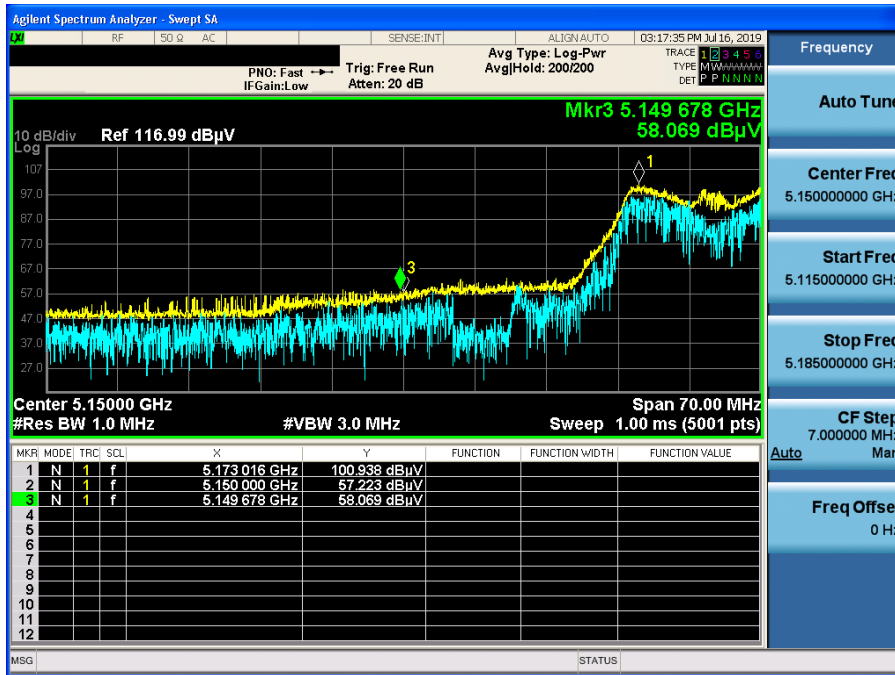 Agilent Spectrum Analyzer - Swept SA
LXI RF 50 Ω AC SENSE:INT ALIGN AUTO 03:17:35 PM Jul 16, 2019
PNO: Fast Trig: Free Run Avg Type: Log-Pwr TRACE 1 2 3 4 5 6
IFGain:Low Atten: 20 dB Avg|Hold: 200/200 TYPE MWWWWW
DET P P N N N N
Mkr3 5.149 678 GHz
10 dB/div Ref 116.99 dBµV 58.069 dBµV
Log
107
97.0
87.0
77.0
67.0
57.0
47.0
37.0
27.0
1
3
Center 5.15000 GHz Span 70.00 MHz
#Res BW 1.0 MHz #VBW 3.0 MHz Sweep 1.00 ms (5001 pts)
MKR MODE TRC SCL X Y FUNCTION FUNCTION WIDTH FUNCTION VALUE
1 N 1 f 5.173 016 GHz 100.938 dBµV
2 N 1 f 5.150 000 GHz 57.223 dBµV
3 N 1 f 5.149 678 GHz 58.069 dBµV
4
5
6
7
8
9
10
11
12
MSG STATUS
Frequency
Auto Tune
Center Freq
5.150000000 GHz
Start Freq
5.115000000 GHz
Stop Freq
5.185000000 GHz
CF Step
7.000000 MHz
Auto Man
Freq Offset
0 Hz